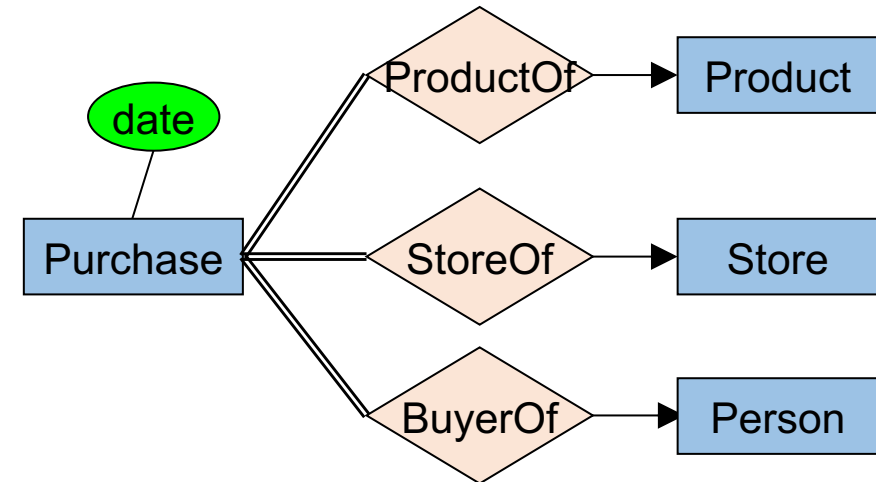 ProductOf
Product
date
Purchase
StoreOf
Store
BuyerOf
Person